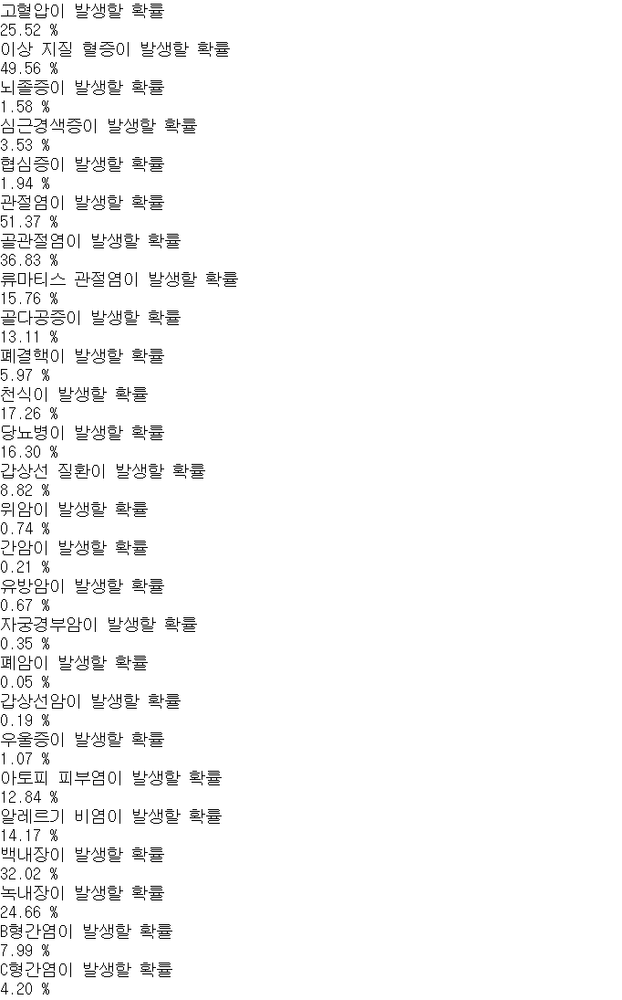 고혈압이 발생할 확률
25.52 %
이상 지질 혈증이 발생할 확률
49.56 %
뇌졸증이 발생할 확률
1.58 %
심근경색증이 발생할 확률
3.53 %
협심증이 발생할 확률
1.94 %
관절염이 발생할 확률
51.37 %
골관절염이 발생할 확률
36.83 %
류마티스 관절염이 발생할 확률
15.76 %
골다공증이 발생할 확률
13.11 %
폐결핵이 발생할 확률
5.97 %
천식이 발생할 확률
17.26 %
당뇨병이 발생할 확률
16.30 %
갑상선 질환이 발생할 확률
8.82 %
위암이 발생할 확률
0.74 %
간암이 발생할 확률
0.21 %
유방암이 발생할 확률
0.67 %
자궁경부암이 발생할 확률
0.35 %
폐암이 발생할 확률
0.05 %
갑상선암이 발생할 확률
0.19 %
우울증이 발생할 확률
1.07 %
아토피 피부염이 발생할 확률
12.84 %
알레르기 비염이 발생할 확률
14.17 %
백내장이 발생할 확률
32.02 %
녹내장이 발생할 확률
24.66 %
B형간염이 발생할 확률
7.99 %
C형간염이 발생할 확률
4.20 %